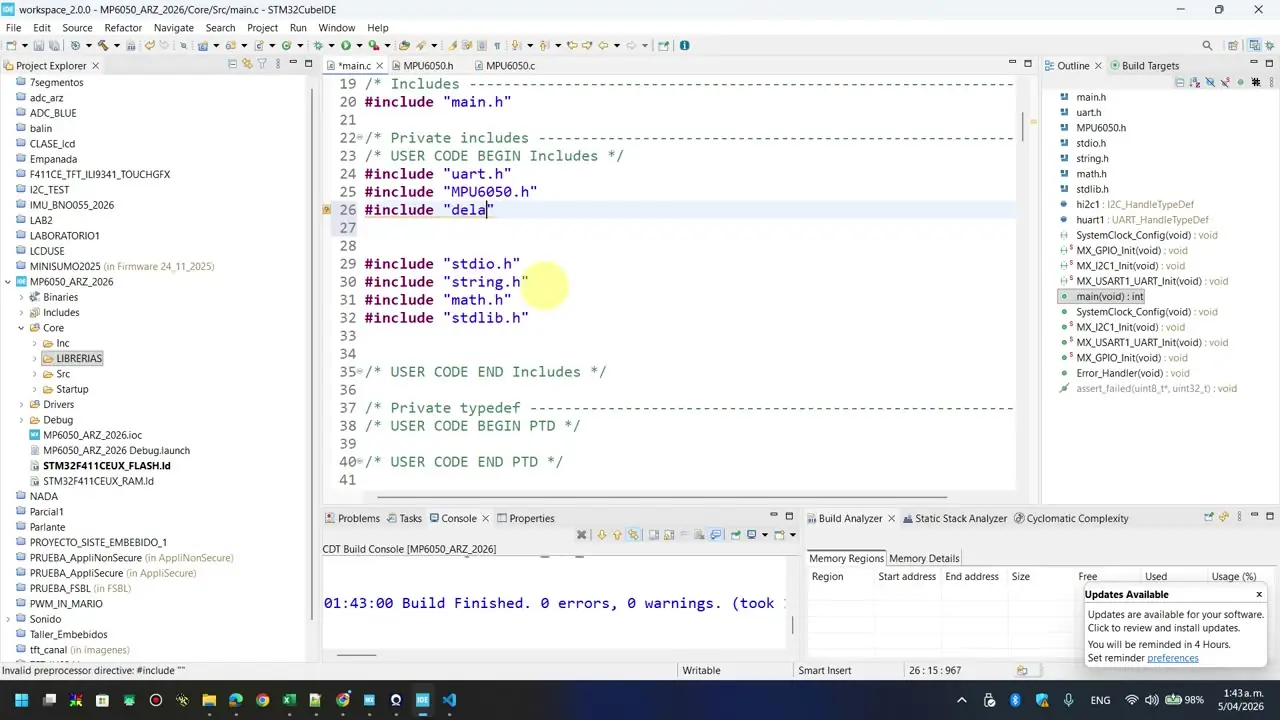 workspace_2.0.0 - MP6050_ARZ_2026/Core/Src/main.c - STM32CubeIDE
File Edit Source Refactor Navigate Search Project Run Window Help
Project Explorer
7segmentos
adc_arz
ADC_BLUE
balin
CLASE_lcd
Empanada
F411CE_TFT_ILI9341_TOUCHGFX
I2C_TEST
IMU_BNO055_2026
LAB2
LABORATORIO1
LCDUSE
MINISUMO2025 (in Firmware 24_11_2025)
MP6050_ARZ_2026
Binaries
Includes
Core
Inc
LIBRERIAS
Src
Startup
Drivers
Debug
MP6050_ARZ_2026.ioc
MP6050_ARZ_2026 Debug.launch
STM32F411CEUX_FLASH.ld
STM32F411CEUX_RAM.ld
NADA
Parcial1
Parlante
PROYECTO_SISTE_EMBEBIDO_1
PRUEBA_AppliNonSecure (in AppliNonSecure)
PRUEBA_AppliSecure (in AppliSecure)
PRUEBA_FSBL (in FSBL)
PWM_IN_MARIO
Sonido
Taller_Embebidos
tft_canal (in imagenes)
*main.c MPU6050.h MPU6050.c
19 /* Includes ------------------------------------------------------------------
20 #include "main.h"
21
22 /* Private includes ----------------------------------------------------------
23 /* USER CODE BEGIN Includes */
24 #include "uart.h"
25 #include "MPU6050.h"
26 #include "dela"
27
28
29 #include "stdio.h"
30 #include "string.h"
31 #include "math.h"
32 #include "stdlib.h"
33
34
35 /* USER CODE END Includes */
36
37 /* Private typedef -----------------------------------------------------------
38 /* USER CODE BEGIN PTD */
39
40 /* USER CODE END PTD */
41
Outline Build Targets
main.h
uart.h
MPU6050.h
stdio.h
string.h
math.h
stdlib.h
hi2c1 : I2C_HandleTypeDef
huart1 : UART_HandleTypeDef
SystemClock_Config(void) : void
MX_GPIO_Init(void) : void
MX_I2C1_Init(void) : void
MX_USART1_UART_Init(void) : void
main(void) : int
SystemClock_Config(void) : void
MX_I2C1_Init(void) : void
MX_USART1_UART_Init(void) : void
MX_GPIO_Init(void) : void
Error_Handler(void) : void
assert_failed(uint8_t*, uint32_t) : void
Problems Tasks Console Properties
CDT Build Console [MP6050_ARZ_2026]
01:43:00 Build Finished. 0 errors, 0 warnings. (took
Build Analyzer Static Stack Analyzer Cyclomatic Complexity
Memory Regions Memory Details
Region Start address End address Size Free Used Usage (%)
Updates Available
Updates are available for your software.
Click to review and install updates.
You will be reminded in 4 Hours.
Set reminder preferences
Invalid preprocessor directive: #include "" Writable Smart Insert 26 : 15 : 967
ENG 98% 1:43 a.m.
5/04/2026